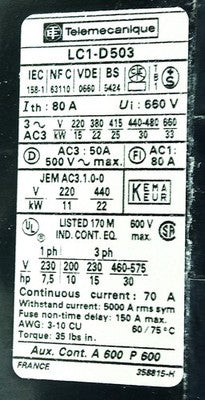 TE Telemecanique
LC1-D503
IEC NFC VDE BS
158-1 63110 0660 5424
Ith : 80 A Ui : 660 V
3~ V 220 380 415 440-480 660
AC3 kW 15 22 25 30 33
D AC3 : 50A F AC1 :
500 V~ max. 80 A
JEM AC3.1.0-0
V 220 440
kW 11 22
KEMA
KEUR
UL LISTED 170 M 600 V
IND. CONT. EQ. max.
1 ph 3 ph
V 230 200 230 460-575
hp 7,5 10 15 30
Continuous current : 70 A
Withstand current : 5000 A rms sym
Fuse non-time delay : 150 A max.
AWG: 3-10 CU 60/75°C
Torque : 35 lbs in.
Aux. Cont. A 600 P 600
FRANCE 358815-H